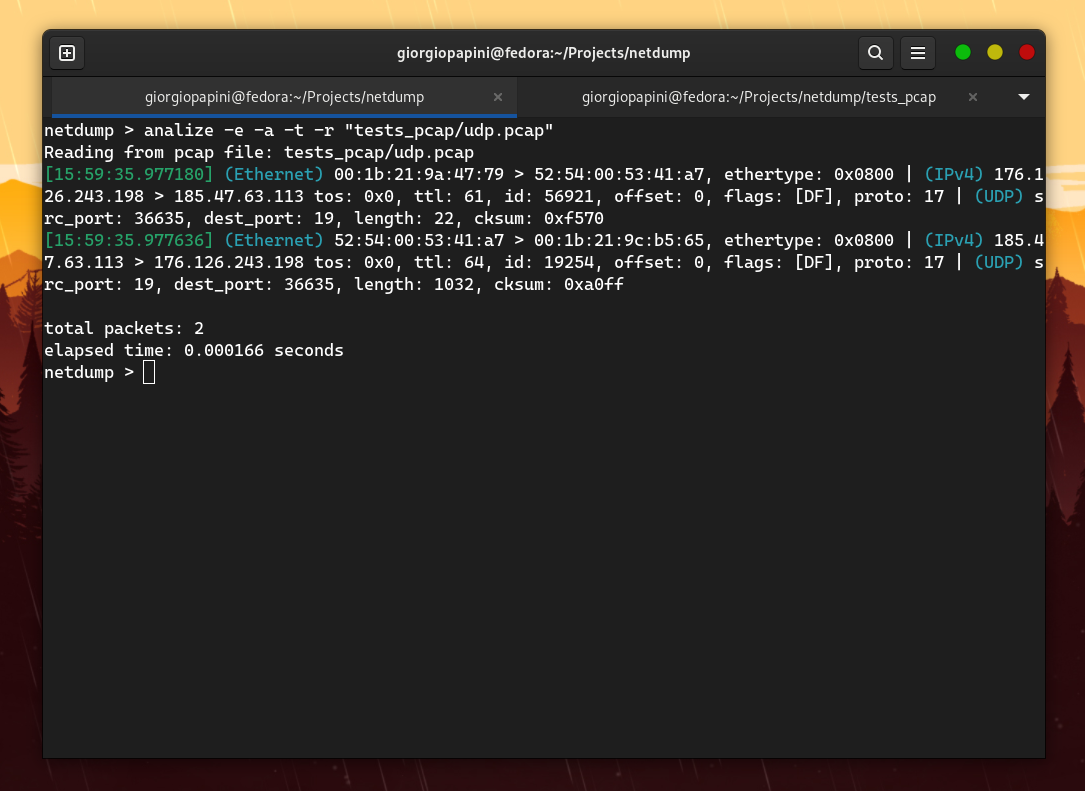 giorgiopapini@fedora:~/Projects/netdump
giorgiopapini@fedora:~/Projects/netdump
giorgiopapini@fedora:~/Projects/netdump/tests_pcap
netdump > analize -e -a -t -r "tests_pcap/udp.pcap"
Reading from pcap file: tests_pcap/udp.pcap
[15:59:35.977180] (Ethernet) 00:1b:21:9a:47:79 > 52:54:00:53:41:a7, ethertype: 0x0800 | (IPv4) 176.1
26.243.198 > 185.47.63.113 tos: 0x0, ttl: 61, id: 56921, offset: 0, flags: [DF], proto: 17 | (UDP) s
rc_port: 36635, dest_port: 19, length: 22, cksum: 0xf570
[15:59:35.977636] (Ethernet) 52:54:00:53:41:a7 > 00:1b:21:9c:b5:65, ethertype: 0x0800 | (IPv4) 185.4
7.63.113 > 176.126.243.198 tos: 0x0, ttl: 64, id: 19254, offset: 0, flags: [DF], proto: 17 | (UDP) s
rc_port: 19, dest_port: 36635, length: 1032, cksum: 0xa0ff
total packets: 2
elapsed time: 0.000166 seconds
netdump >